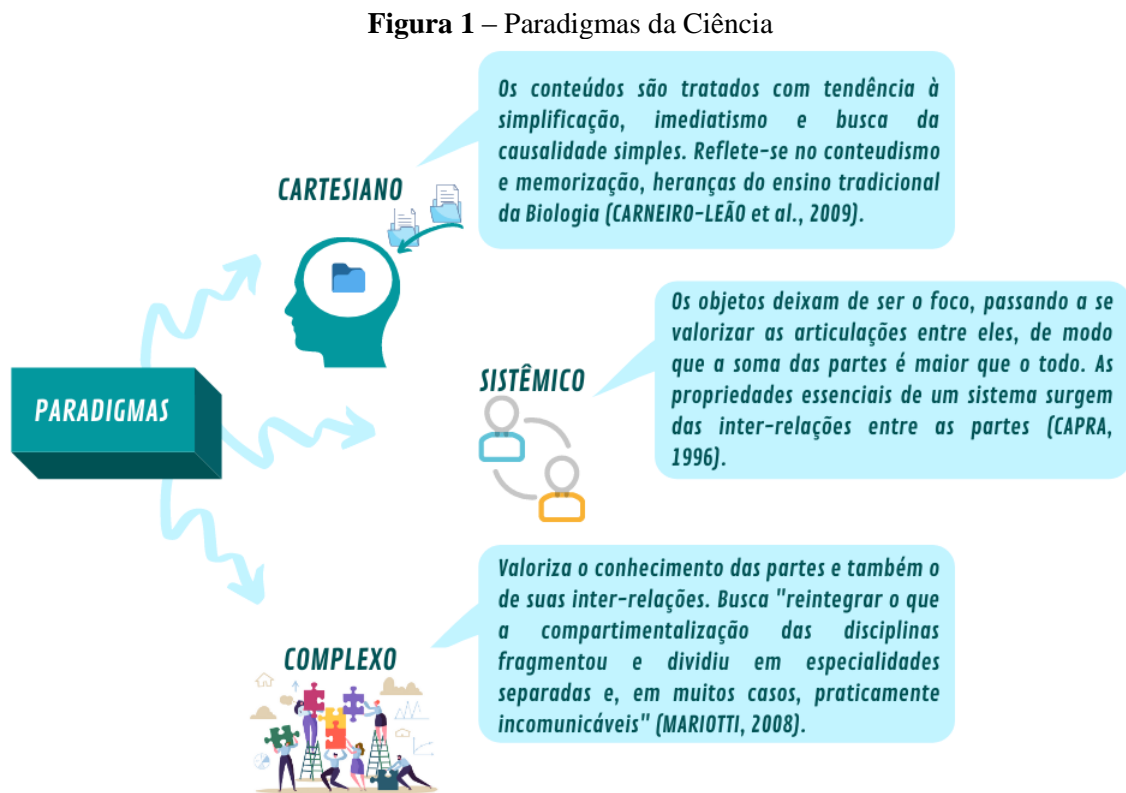 Figura 1 – Paradigmas da Ciência
Os conteúdos são tratados com tendência à
simplificação, imediatismo e busca da
causalidade simples. Reflete-se no conteudismo
e memorização, heranças do ensino tradicional
da Biologia (CARNEIRO-LEÃO et al., 2009).
CARTESIANO
Os objetos deixam de ser o foco, passando a se
valorizar as articulações entre eles, de modo
que a soma das partes é maior que o todo. As
propriedades essenciais de um sistema surgem
das inter-relações entre as partes (CAPRA,
1996).
SISTÊMICO
PARADIGMAS
Valoriza o conhecimento das partes e também o
de suas inter-relações. Busca "reintegrar o que
a compartimentalização das disciplinas
fragmentou e dividiu em especialidades
separadas e, em muitos casos, praticamente
incomunicáveis" (MARIOTTI, 2008).
COMPLEXO